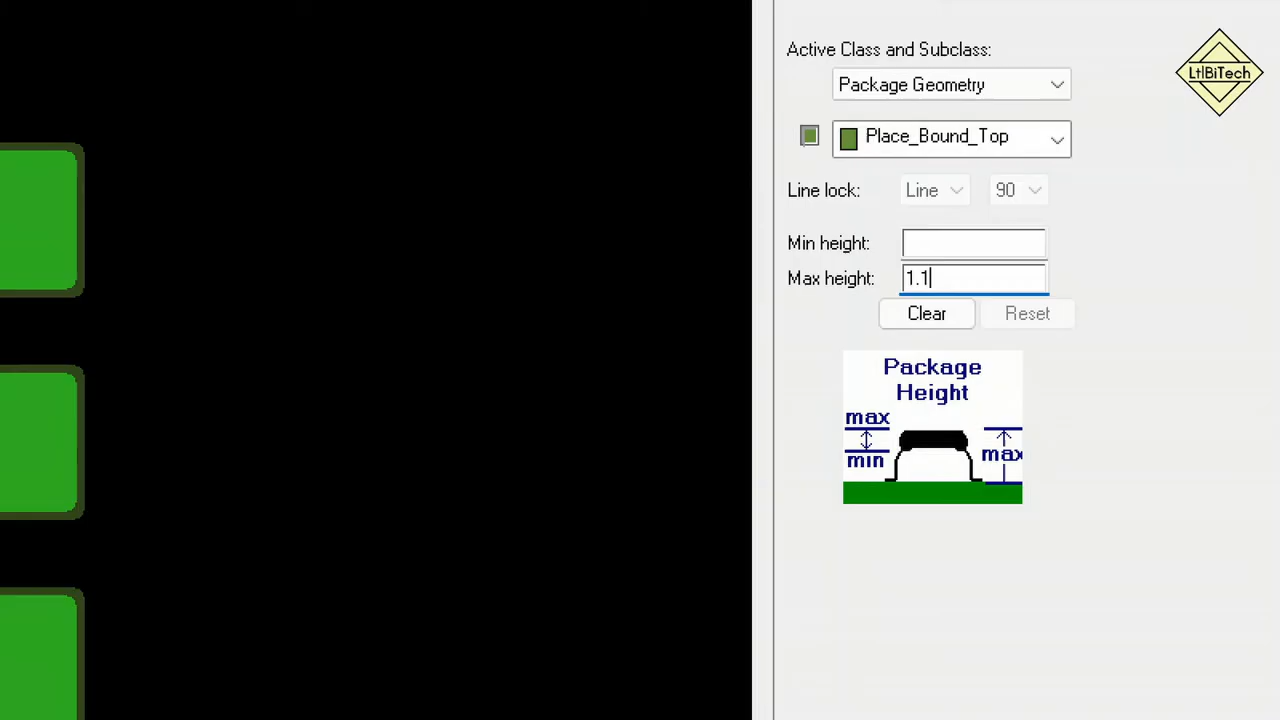 Active Class and Subclass:
LtlBiTech
Package Geometry
Place_Bound_Top
Line lock: Line 90
Min height:
Max height: 1.1
Clear Reset
Package
Height
max
min
max